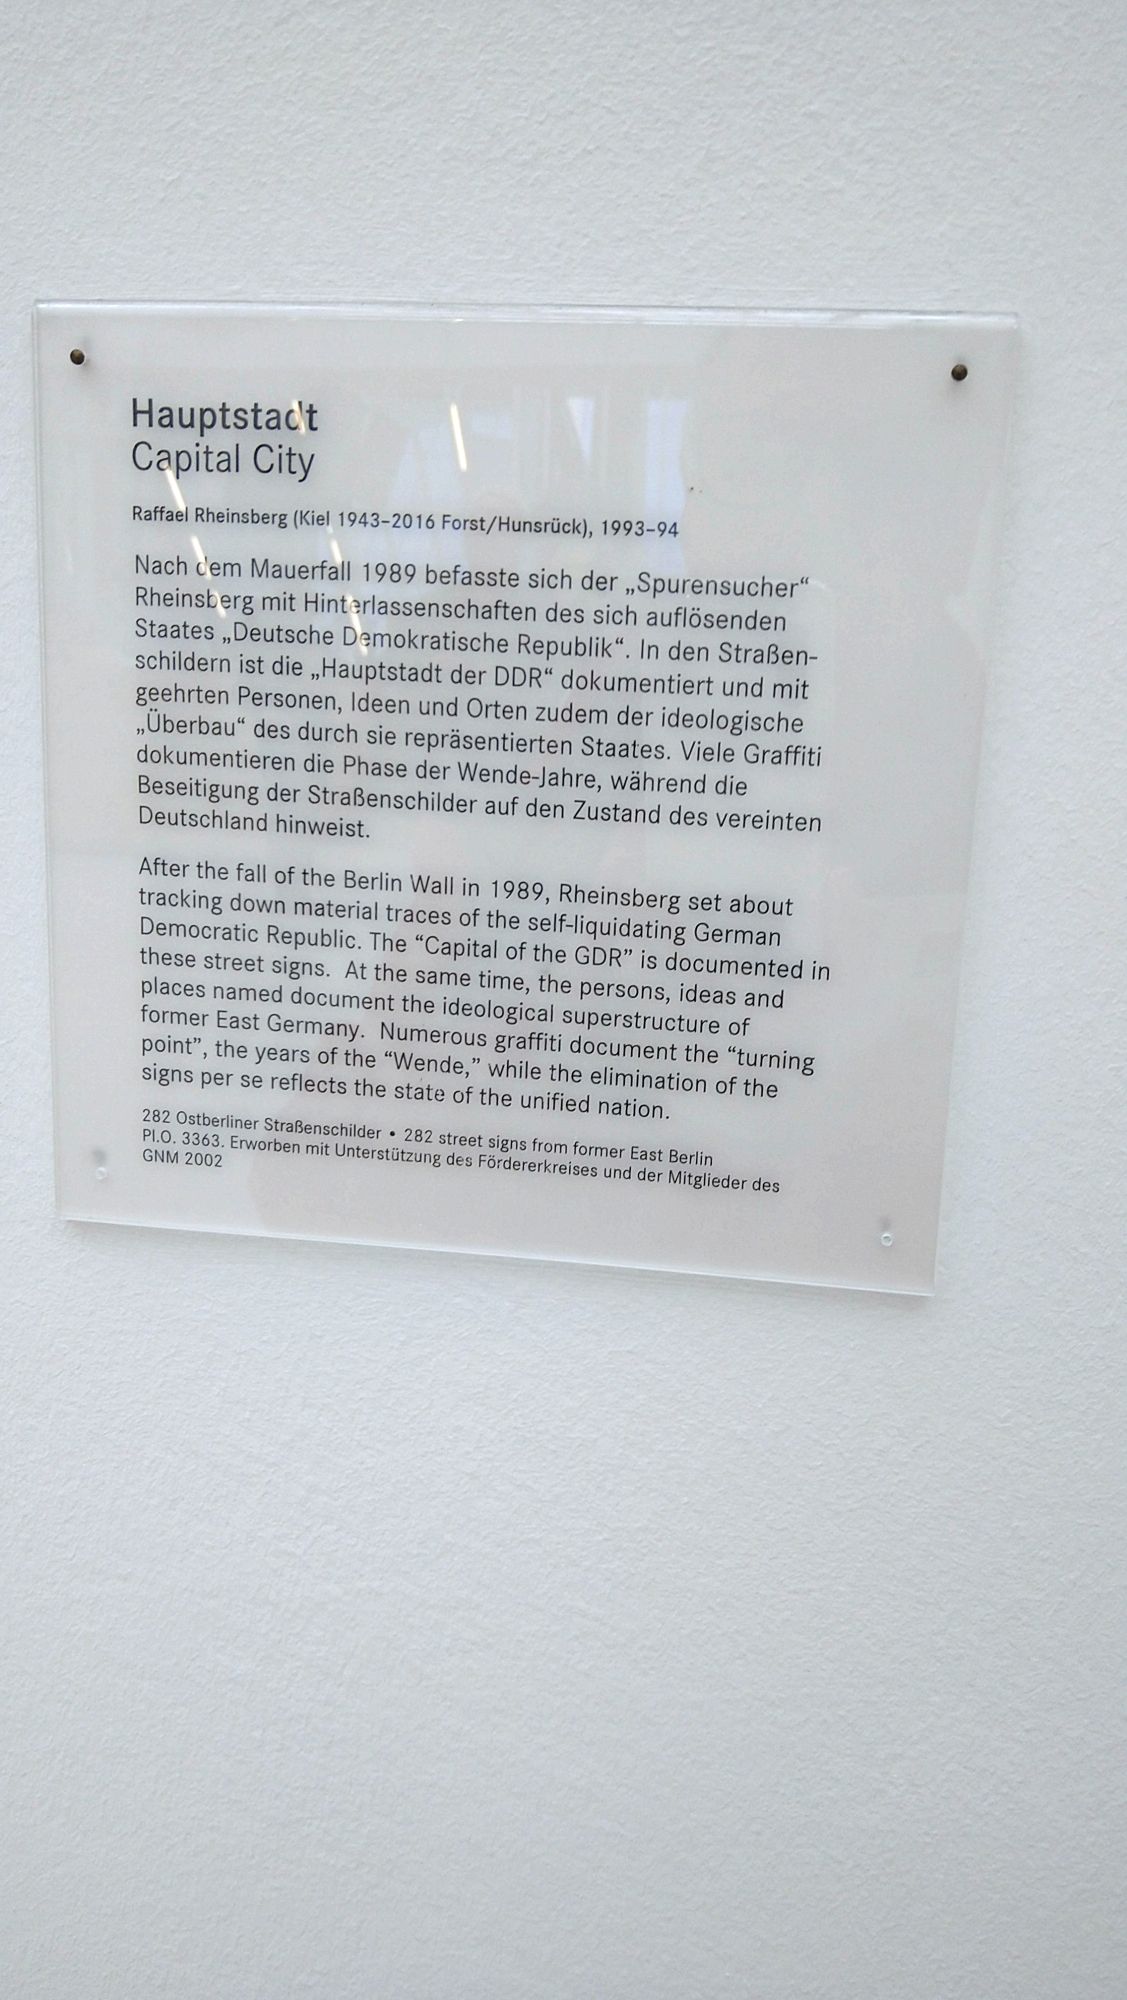 Hauptstadt
Capital City
Raffael Rheinsberg (Kiel 1943–2016 Forst/Hunsrück), 1993–94
Nach dem Mauerfall 1989 befasste sich der „Spurensucher“
Rheinsberg mit Hinterlassenschaften des sich auflösenden
Staates „Deutsche Demokratische Republik“. In den Straßen-
schildern ist die „Hauptstadt der DDR“ dokumentiert und mit
geehrten Personen, Ideen und Orten zudem der ideologische
„Überbau“ des durch sie repräsentierten Staates. Viele Graffiti
dokumentieren die Phase der Wende-Jahre, während die
Beseitigung der Straßenschilder auf den Zustand des vereinten
Deutschland hinweist.
After the fall of the Berlin Wall in 1989, Rheinsberg set about
tracking down material traces of the self-liquidating German
Democratic Republic. The “Capital of the GDR” is documented in
these street signs. At the same time, the persons, ideas and
places named document the ideological superstructure of
former East Germany. Numerous graffiti document the “turning
point”, the years of the “Wende,” while the elimination of the
signs per se reflects the state of the unified nation.
282 Ostberliner Straßenschilder • 282 street signs from former East Berlin
Pl.O. 3363. Erworben mit Unterstützung des Fördererkreises und der Mitglieder des
GNM 2002